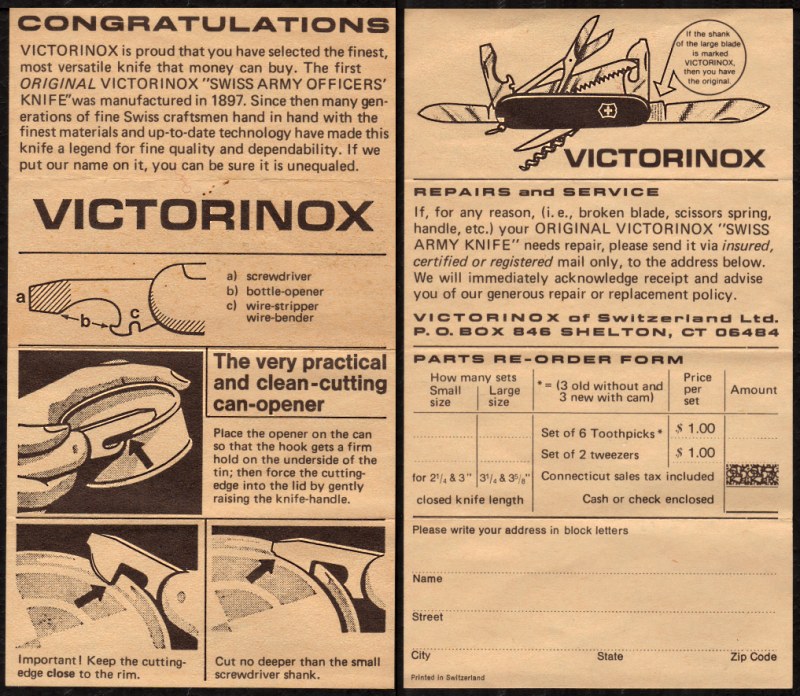 CONGRATULATIONS
VICTORINOX is proud that you have selected the finest,
most versatile knife that money can buy. The first
ORIGINAL VICTORINOX "SWISS ARMY OFFICERS'
KNIFE" was manufactured in 1897. Since then many gen-
erations of fine Swiss craftsmen hand in hand with the
finest materials and up-to-date technology have made this
knife a legend for fine quality and dependability. If we
put our name on it, you can be sure it is unequaled.
VICTORINOX
a
b
c
a) screwdriver
b) bottle-opener
c) wire-stripper
wire-bender
The very practical
and clean-cutting
can-opener
Place the opener on the can
so that the hook gets a firm
hold on the underside of the
tin; then force the cutting-
edge into the lid by gently
raising the knife-handle.
Important! Keep the cutting-
edge close to the rim.
Cut no deeper than the small
screwdriver shank.
If the shank
of the large blade
is marked
VICTORINOX,
then you have
the original.
VICTORINOX
REPAIRS and SERVICE
If, for any reason, (i.e., broken blade, scissors spring,
handle, etc.) your ORIGINAL VICTORINOX "SWISS
ARMY KNIFE" needs repair, please send it via insured,
certified or registered mail only, to the address below.
We will immediately acknowledge receipt and advise
you of our generous repair or replacement policy.
VICTORINOX of Switzerland Ltd.
P. O. BOX 846 SHELTON, CT 06484
PARTS RE-ORDER FORM
How many sets
Small size
Large size
* = (3 old without and
3 new with cam)
Price per set
Amount
Set of 6 Toothpicks* $ 1.00
Set of 2 tweezers $ 1.00
for 2 1/4 & 3" 3 1/4 & 3 5/8" Connecticut sales tax included
closed knife length Cash or check enclosed
Please write your address in block letters
Name
Street
City State Zip Code
Printed in Switzerland